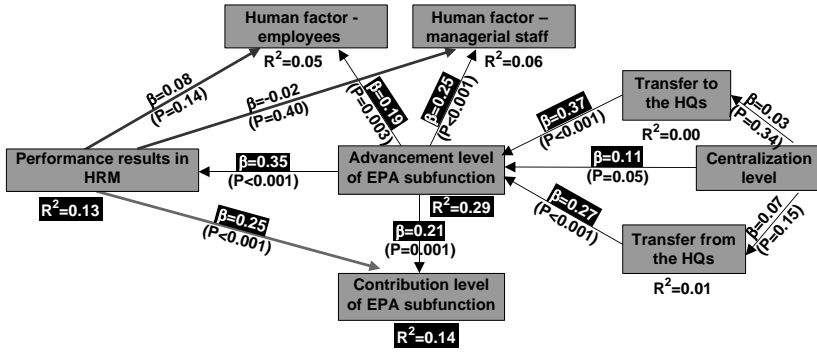 Human factor -
employees
R²=0.05
Human factor –
managerial staff
R²=0.06
β=0.08
(P=0.14)
β=-0.02
(P=0.40)
β=0.19
(P=0.003)
β=0.25
(P<0.001)
β=0.37
(P<0.001)
Transfer to
the HQs
R²=0.00
β=0.03
(P=0.34)
Performance results in
HRM
R²=0.13
β=0.35
(P<0.001)
Advancement level
of EPA subfunction
R²=0.29
β=0.11
(P=0.05)
Centralization
level
β=0.25
(P<0.001)
β=0.21
(P=0.001)
β=0.27
(P<0.001)
β=0.07
(P=0.15)
Transfer from
the HQs
R²=0.01
Contribution level
of EPA subfunction
R²=0.14